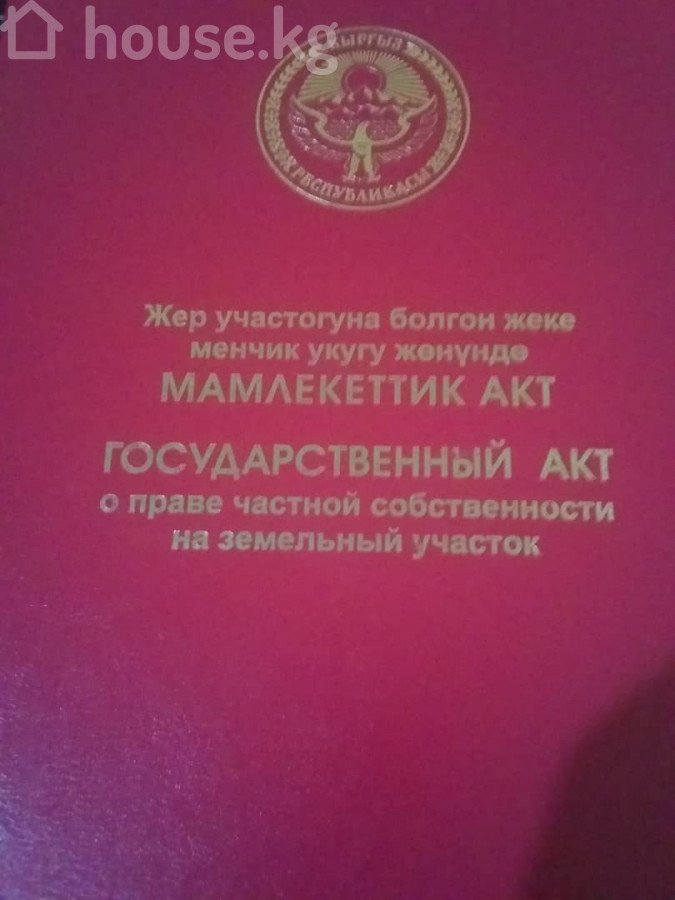 house.kg
КЫРГЫЗ
РЕСПУБЛИКАСЫ
Жер участогуна болгон жеке
менчик укугу жөнүндө
МАМЛЕКЕТТИК АКТ
ГОСУДАРСТВЕННЫЙ АКТ
о праве частной собственности
на земельный участок